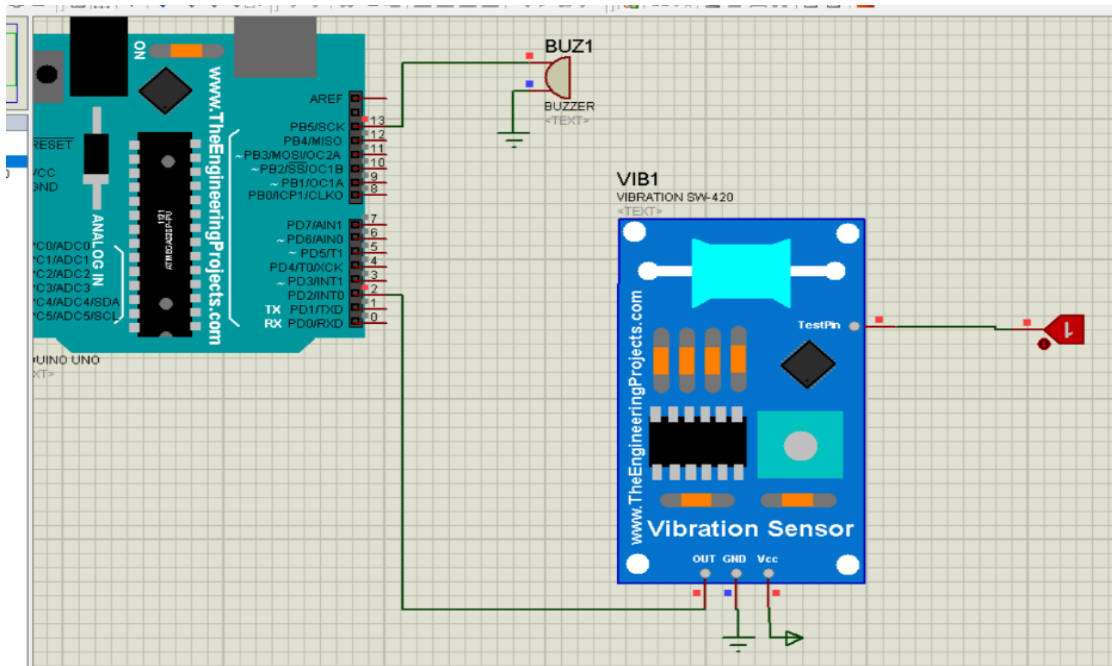 ON
www.TheEngineeringProjects.com
RESET
VCC
GND
ANALOG IN
PC0/ADC0
PC1/ADC1
PC2/ADC2
PC3/ADC3
PC4/ADC4/SDA
PC5/ADC5/SCL
ATMEGA328P-PU
AREF
PB5/SCK 13
PB4/MISO 12
~PB3/MOSI/OC2A 11
~PB2/SS/OC1B 10
~PB1/OC1A 9
PB0/ICP1/CLKO 8
PD7/AIN1 7
~PD6/AIN0 6
~PD5/T1 5
PD4/T0/XCK 4
~PD3/INT1 3
PD2/INT0 2
TX PD1/TXD 1
RX PD0/RXD 0
DUINO UNO
XT>
BUZ1
BUZZER
<TEXT>
VIB1
VIBRATION SW-420
<TEXT>
www.TheEngineeringProjects.com
TestPin
1
Vibration Sensor
OUT GND Vcc